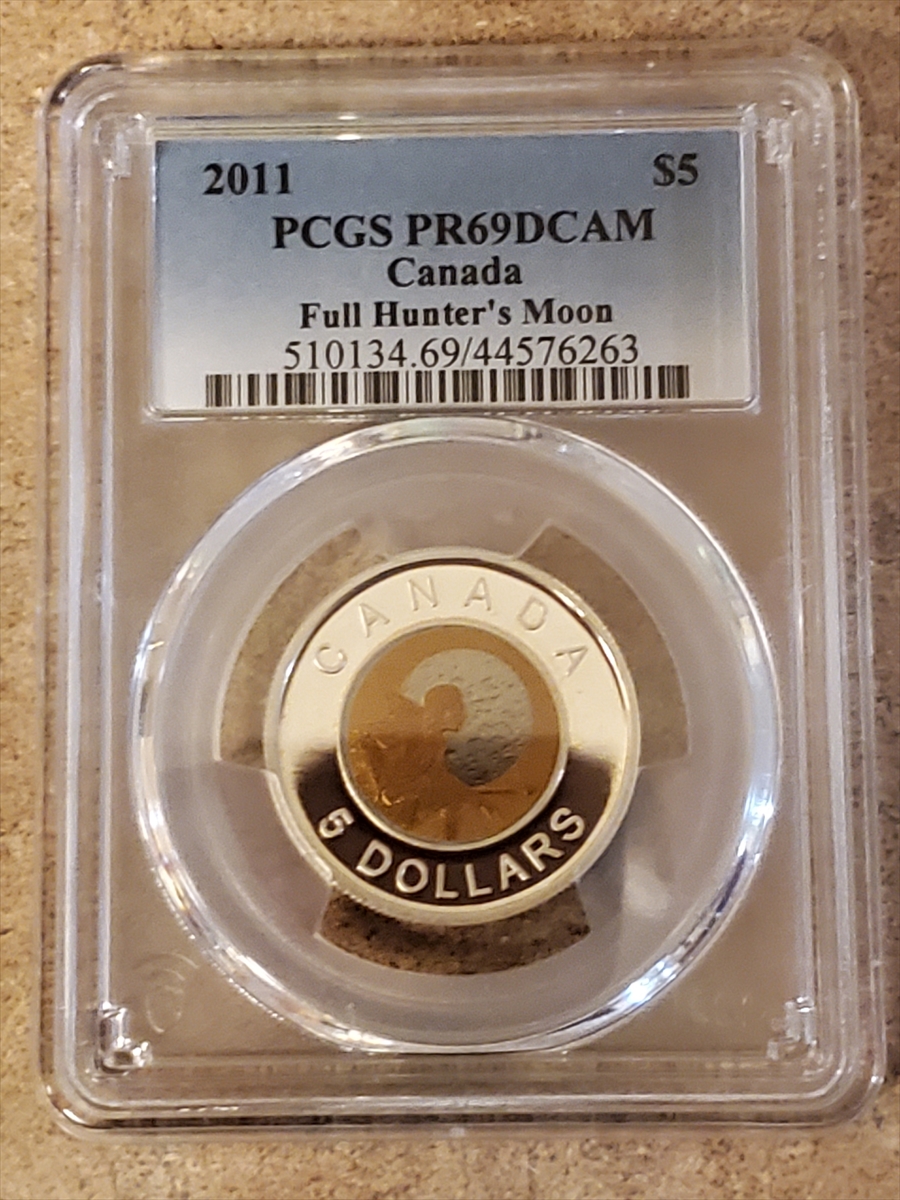 2011 $5
PCGS PR69DCAM
Canada
Full Hunter's Moon
510134.69/44576263
CANADA
5 DOLLARS